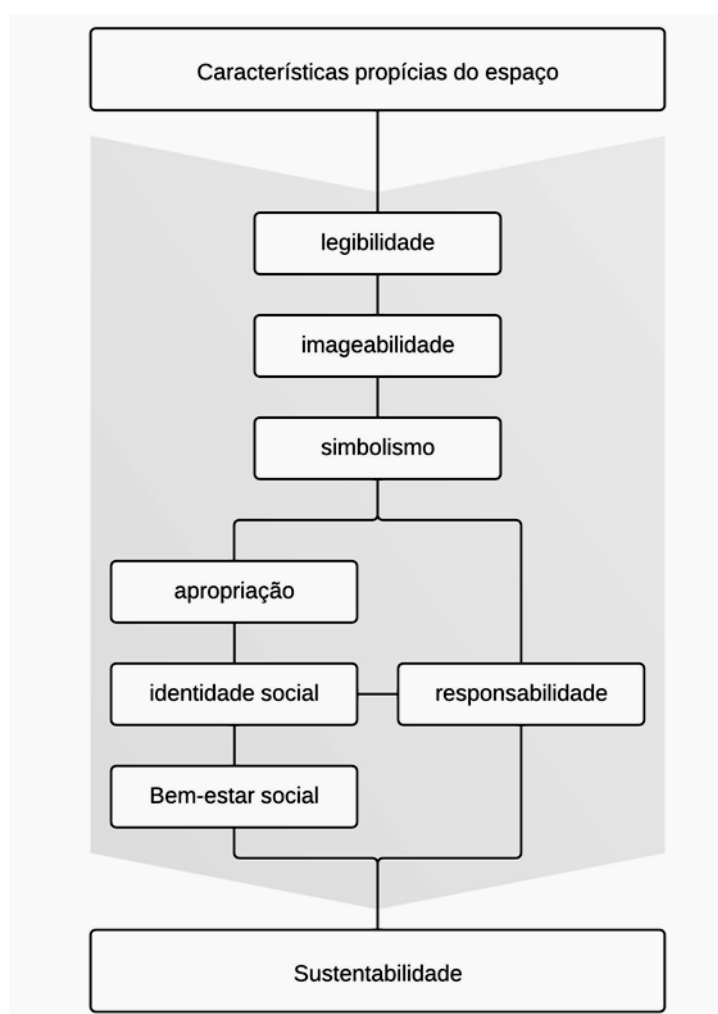 Características propícias do espaço
legibilidade
imageabilidade
simbolismo
apropriação
identidade social
responsabilidade
Bem-estar social
Sustentabilidade